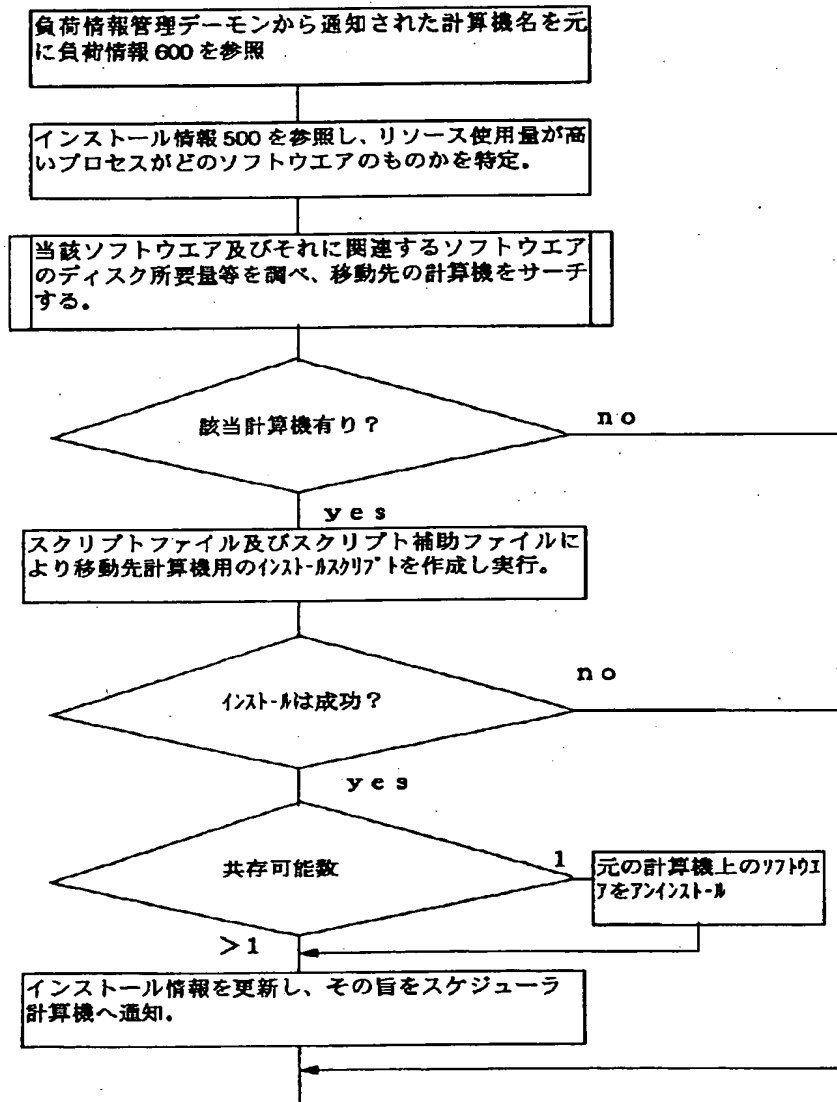 負荷情報管理デーモンから通知された計算機名を元
に負荷情報600を参照
インストール情報500を参照し、リソース使用量が高
いプロセスがどのソフトウエアのものかを特定。
当該ソフトウエア及びそれに関連するソフトウエア
のディスク所要量等を調べ、移動先の計算機をサーチ
する。
該当計算機有り？
no
yes
スクリプトファイル及びスクリプト補助ファイルに
より移動先計算機用のｲﾝｽﾄｰﾙｽｸﾘﾌﾟﾄを作成し実行。
ｲﾝｽﾄｰﾙは成功？
no
yes
共存可能数
1
元の計算機上のｿﾌﾄｳｴ
ｱをｱﾝｲﾝｽﾄｰﾙ
＞1
インストール情報を更新し、その旨をスケジューラ
計算機へ通知。